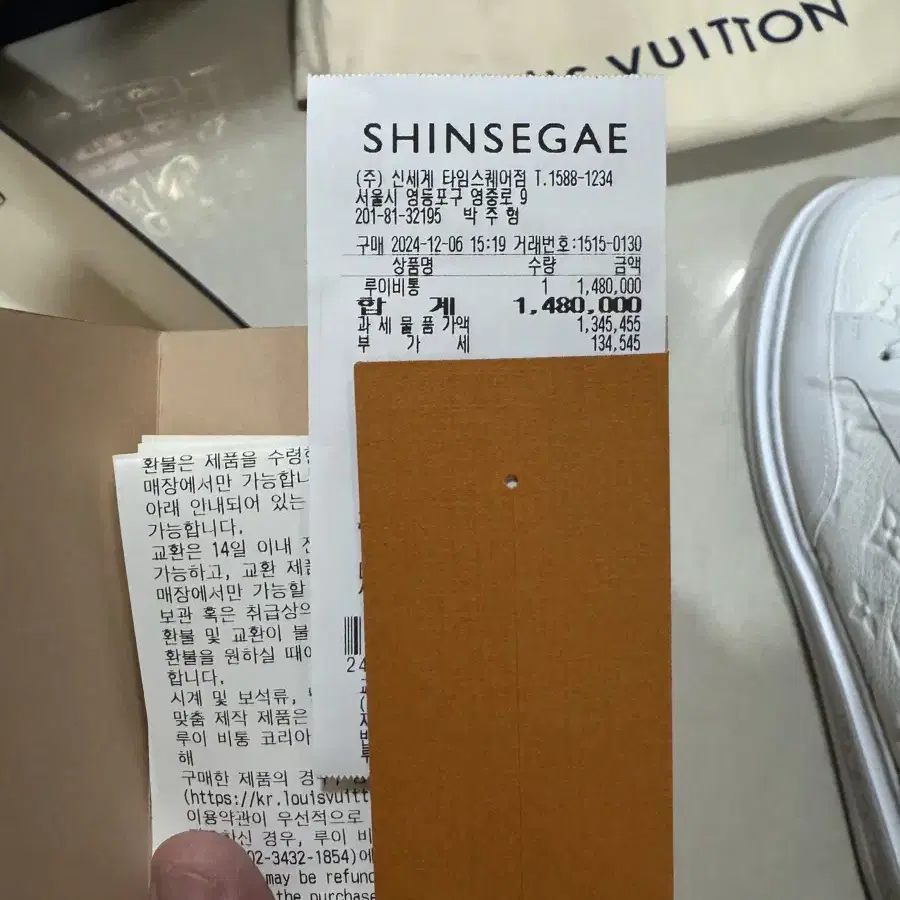 VUITTON
SHINSEGAE
(주) 신세계 타임스퀘어점 T.1588-1234
서울시 영등포구 영중로 9
201-81-32195 박 주 형
구매 2024-12-06 15:19 거래번호:1515-0130
상품명 수량 금액
루이비통 1 1,480,000
합 계 1,480,000
과 세 물 품 가액 1,345,455
부 가 세 134,545
24
환불은 제품을 수령
매장에서만 가능합니
아래 안내되어 있는
가능합니다.
교환은 14일 이내
가능하고, 교환 제품
매장에서만 가능할
보관 혹은 취급상의
환불 및 교환이 불
환불을 원하실 때
합니다.
시계 및 보석류,
맞춤 제작 제품은
루이 비통 코리아
해
구매한 제품의 경
(https://kr.louisvuitt
이용약관이 우선적으로
경우, 루이 비
02-3432-1854)에
may be refund
the purchase